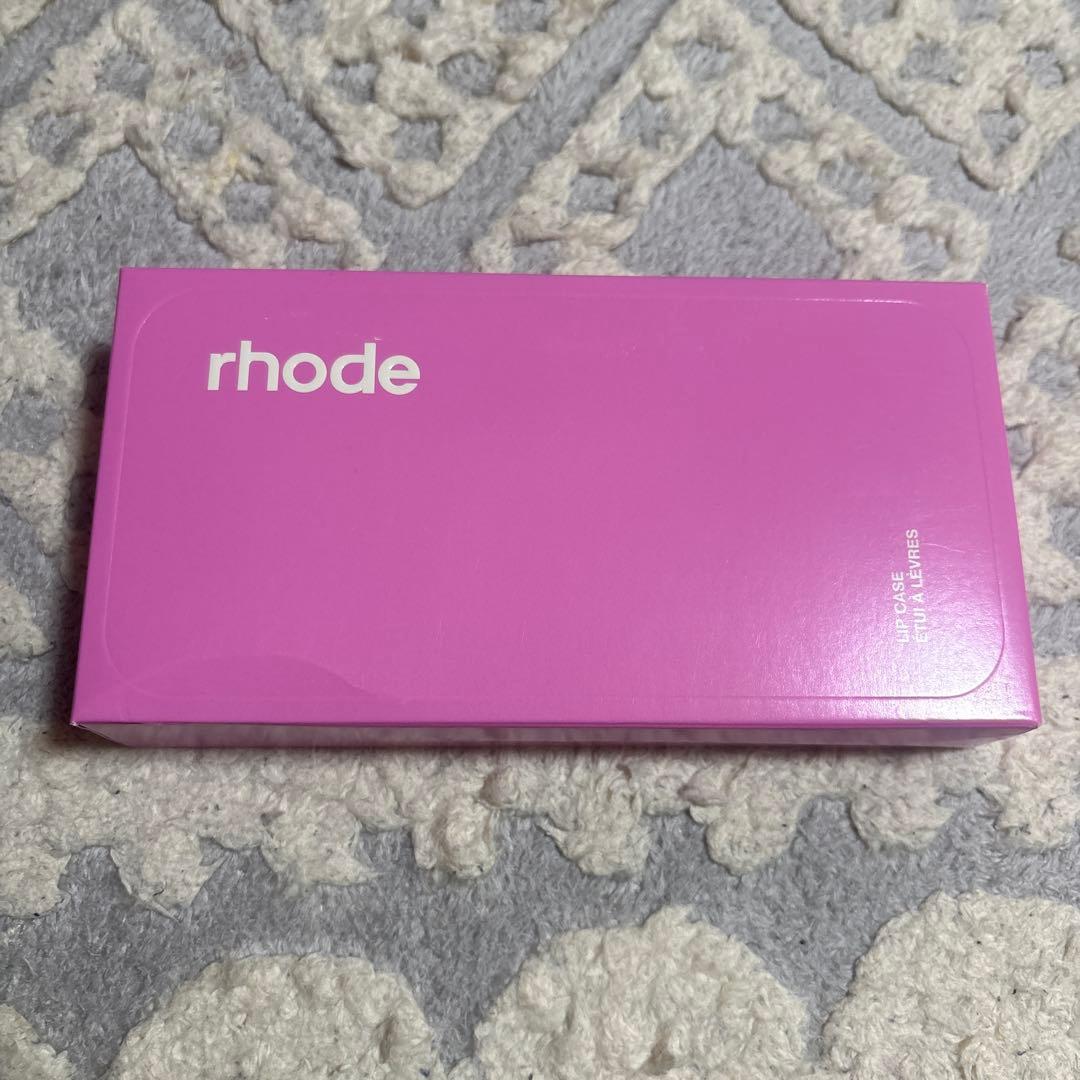 rhode
LIP CASE
ÉTUI À LÈVRES